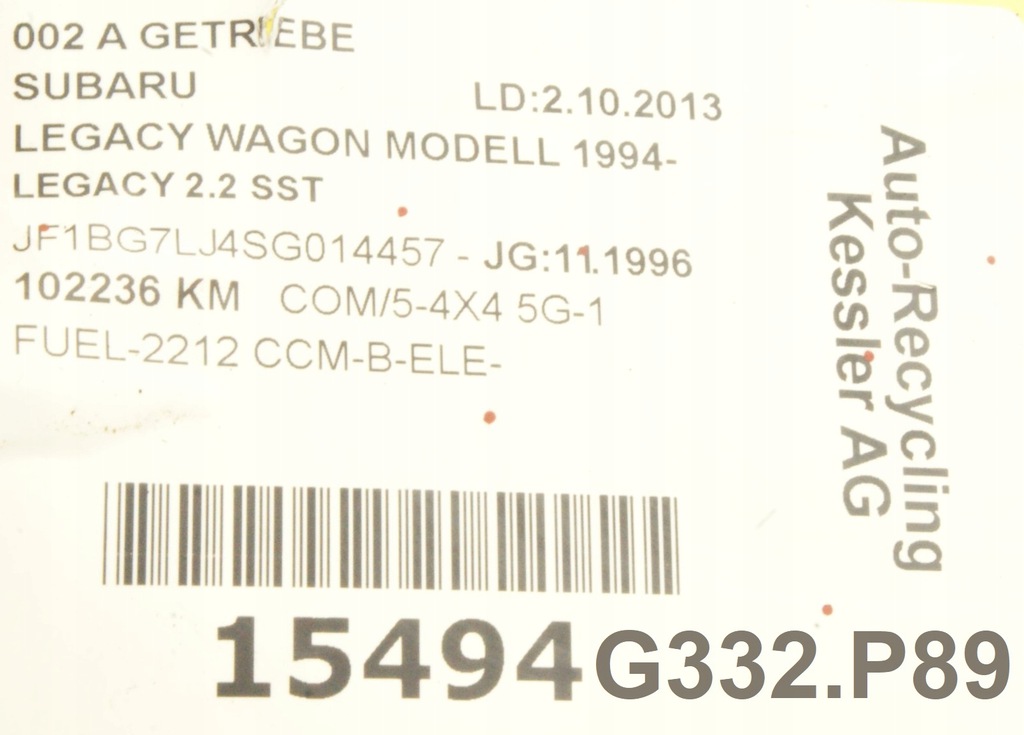 002 A GETRIEBE
SUBARU
LD:2.10.2013
LEGACY WAGON MODELL 1994-
LEGACY 2.2 SST
JF1BG7LJ4SG014457 - JG:11.1996
102236 KM COM/5-4X4 5G-1
FUEL-2212 CCM-B-ELE-
Auto-Recycling
Kessler AG
15494 G332.P89